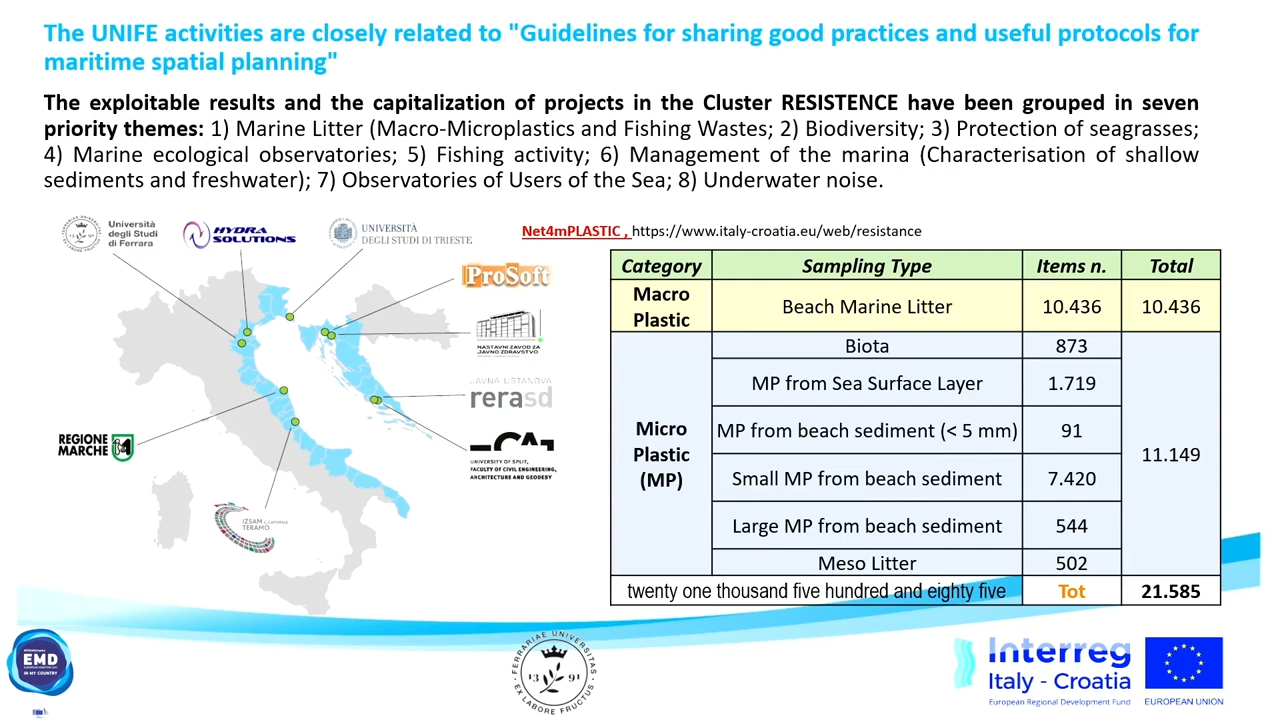 The UNIFE activities are closely related to "Guidelines for sharing good practices and useful protocols for
maritime spatial planning"
The exploitable results and the capitalization of projects in the Cluster RESISTENCE have been grouped in seven
priority themes: 1) Marine Litter (Macro-Microplastics and Fishing Wastes; 2) Biodiversity; 3) Protection of seagrasses;
4) Marine ecological observatories; 5) Fishing activity; 6) Management of the marina (Characterisation of shallow
sediments and freshwater); 7) Observatories of Users of the Sea; 8) Underwater noise.
Università
degli Studi
di Ferrara
HYDRA
SOLUTIONS
UNIVERSITÀ
DEGLI STUDI DI TRIESTE
ProSoft
NASTAVNI ZAVOD ZA
JAVNO ZDRAVSTVO
JAVNA USTANOVA
rerasd
UNIVERSITY OF SPLIT,
FACULTY OF CIVIL ENGINEERING,
ARCHITECTURE AND GEODESY
REGIONE
MARCHE
IZSAM G.CAPORALE
TERAMO
Net4mPLASTIC , https://www.italy-croatia.eu/web/resistance
Category Sampling Type Items n. Total
Macro
Plastic
Beach Marine Litter 10.436 10.436
Micro
Plastic
(MP)
Biota 873
MP from Sea Surface Layer 1.719
MP from beach sediment (< 5 mm) 91
Small MP from beach sediment 7.420
Large MP from beach sediment 544
Meso Litter 502
11.149
twenty one thousand five hundred and eighty five Tot 21.585
EMD
IN MY COUNTRY
FERRARIAE UNIVERSITAS
1391
EX LABORE FRUCTUS
Interreg
Italy - Croatia
European Regional Development Fund
EUROPEAN UNION